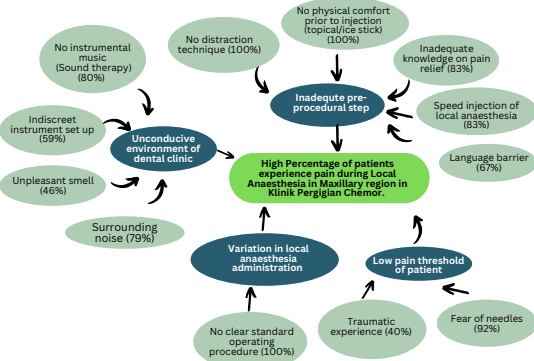 No distraction
technique (100%)
No physical comfort
prior to injection
(topical/ice stick)
(100%)
No instrumental
music
(Sound therapy)
(80%)
Inadequate
knowledge on pain
relief (83%)
Inadequte pre-
procedural step
Speed injection of
local anaesthesia
(83%)
Indiscreet
instrument set up
(59%)
Unconducive
environment of
dental clinic
Language barrier
(67%)
High Percentage of patients
experience pain during Local
Anaesthesia in Maxillary region in
Klinik Pergigian Chemor.
Unpleasant smell
(46%)
Surrounding
noise (79%)
Variation in local
anaesthesia
administration
Low pain threshold
of patient
No clear standard
operating
procedure (100%)
Traumatic
experience (40%)
Fear of needles
(92%)